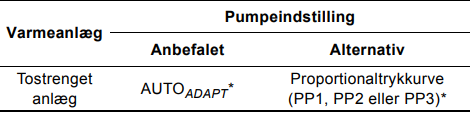 Varmeanlæg
Pumpeindstilling
Anbefalet
Alternativ
Tostrenget
anlæg
AUTOADAPT*
Proportionaltrykkurve
(PP1, PP2 eller PP3)*